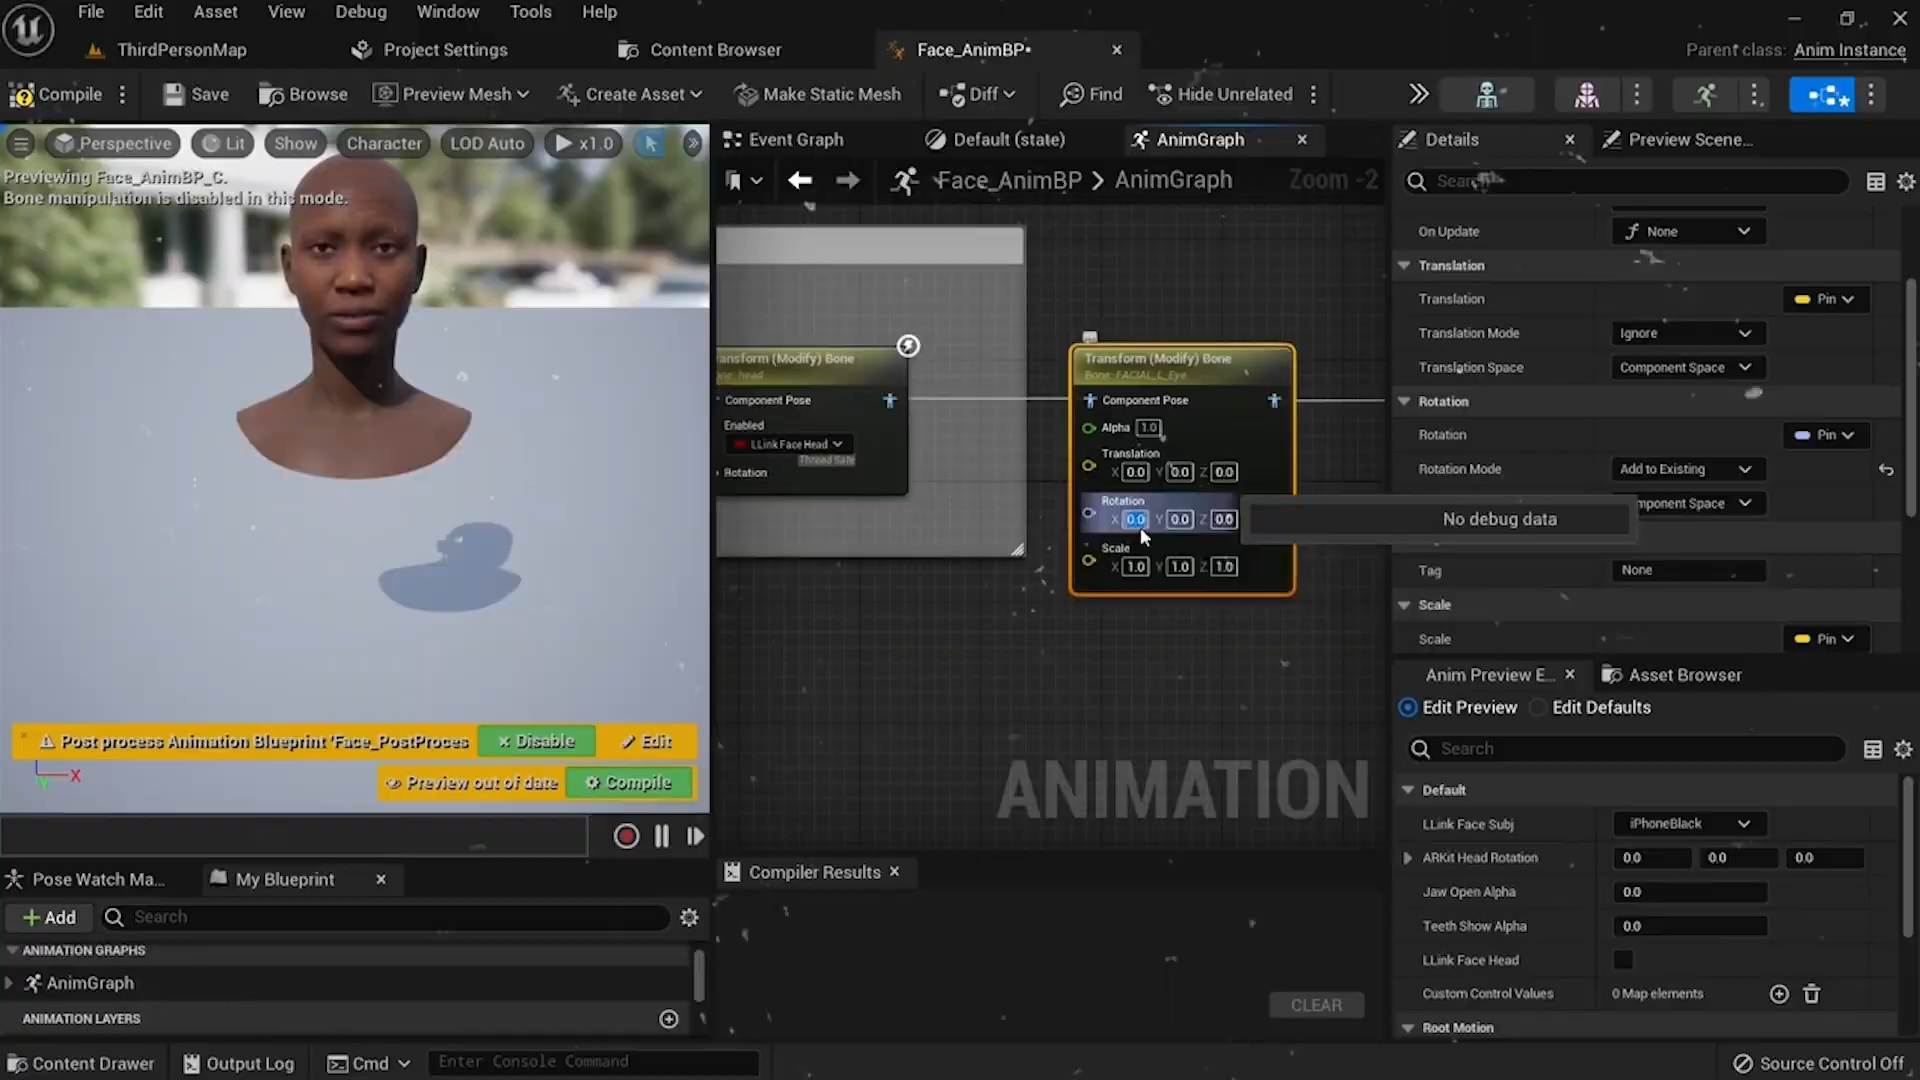 File Edit Asset View Debug Window Tools Help
ThirdPersonMap Project Settings Content Browser Face_AnimBP•
Parent class: Anim Instance
Compile Save Browse Preview Mesh Create Asset Make Static Mesh Diff Find Hide Unrelated
Perspective Lit Show Character LOD Auto x1.0
Previewing Face_AnimBP_C.
Bone manipulation is disabled in this mode.
Post process Animation Blueprint 'Face_PostProces Disable Edit
Preview out of date Compile
X
Event Graph Default (state) AnimGraph
Face_AnimBP > AnimGraph Zoom -2
ansform (Modify) Bone
ne: head
Component Pose
Enabled
LLink Face Head
Thread Safe
Rotation
Transform (Modify) Bone
Bone: FACIAL_L_Eye
Component Pose
Alpha 1.0
Translation
X 0.0 Y 0.0 Z 0.0
Rotation
X 0.0 Y 0.0 Z 0.0
Scale
X 1.0 Y 1.0 Z 1.0
No debug data
ANIMATION
Compiler Results
CLEAR
Details Preview Scene...
Search
On Update None
Translation
Translation Pin
Translation Mode Ignore
Translation Space Component Space
Rotation
Rotation Pin
Rotation Mode Add to Existing
mponent Space
Tag None
Scale
Scale Pin
Anim Preview E... Asset Browser
Edit Preview Edit Defaults
Search
Default
LLink Face Subj iPhoneBlack
ARKit Head Rotation 0.0 0.0 0.0
Jaw Open Alpha 0.0
Teeth Show Alpha 0.0
LLink Face Head
Custom Control Values 0 Map elements
Root Motion
Pose Watch Ma... My Blueprint
Add Search
ANIMATION GRAPHS
AnimGraph
ANIMATION LAYERS
Content Drawer Output Log Cmd Enter Console Command Source Control Off